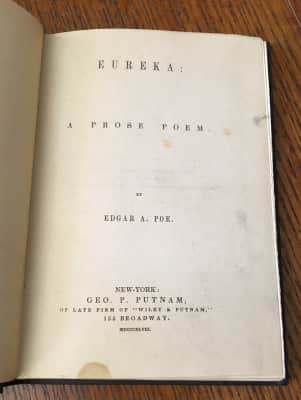 EUREKA:
A PROSE POEM.
BY
EDGAR A. POE.
NEW-YORK:
GEO. P. PUTNAM,
OF LATE FIRM OF "WILEY & PUTNAM,"
155 BROADWAY.
MDCCCXLVIII.